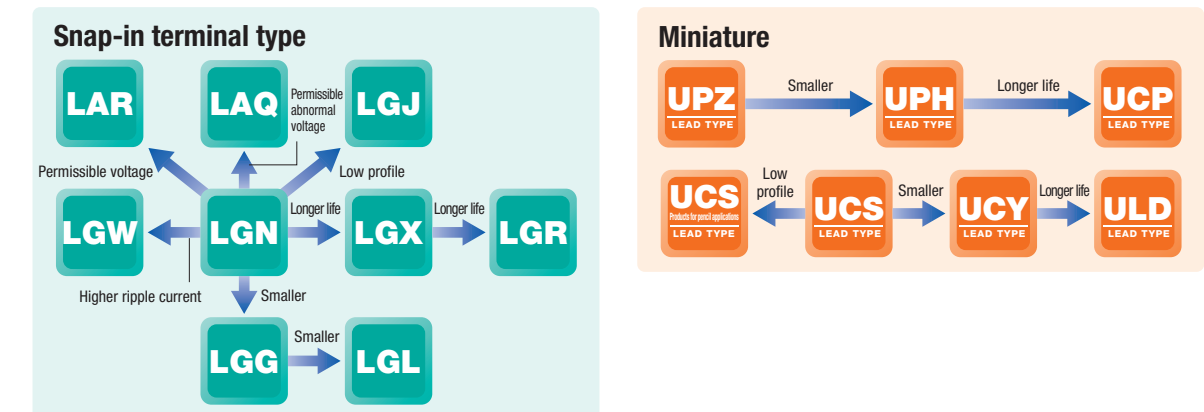 Snap-in terminal type
LAR
LAQ
Permissible
abnormal
voltage
LGJ
Permissible voltage
Low profile
LGW
LGN
Longer life
LGX
Longer life
LGR
Higher ripple current
Smaller
LGG
Smaller
LGL
Miniature
UPZ
LEAD TYPE
Smaller
UPH
LEAD TYPE
Longer life
UCP
LEAD TYPE
UCS
Products for pencil applications
LEAD TYPE
Low
profile
UCS
LEAD TYPE
Smaller
UCY
LEAD TYPE
Longer life
ULD
LEAD TYPE